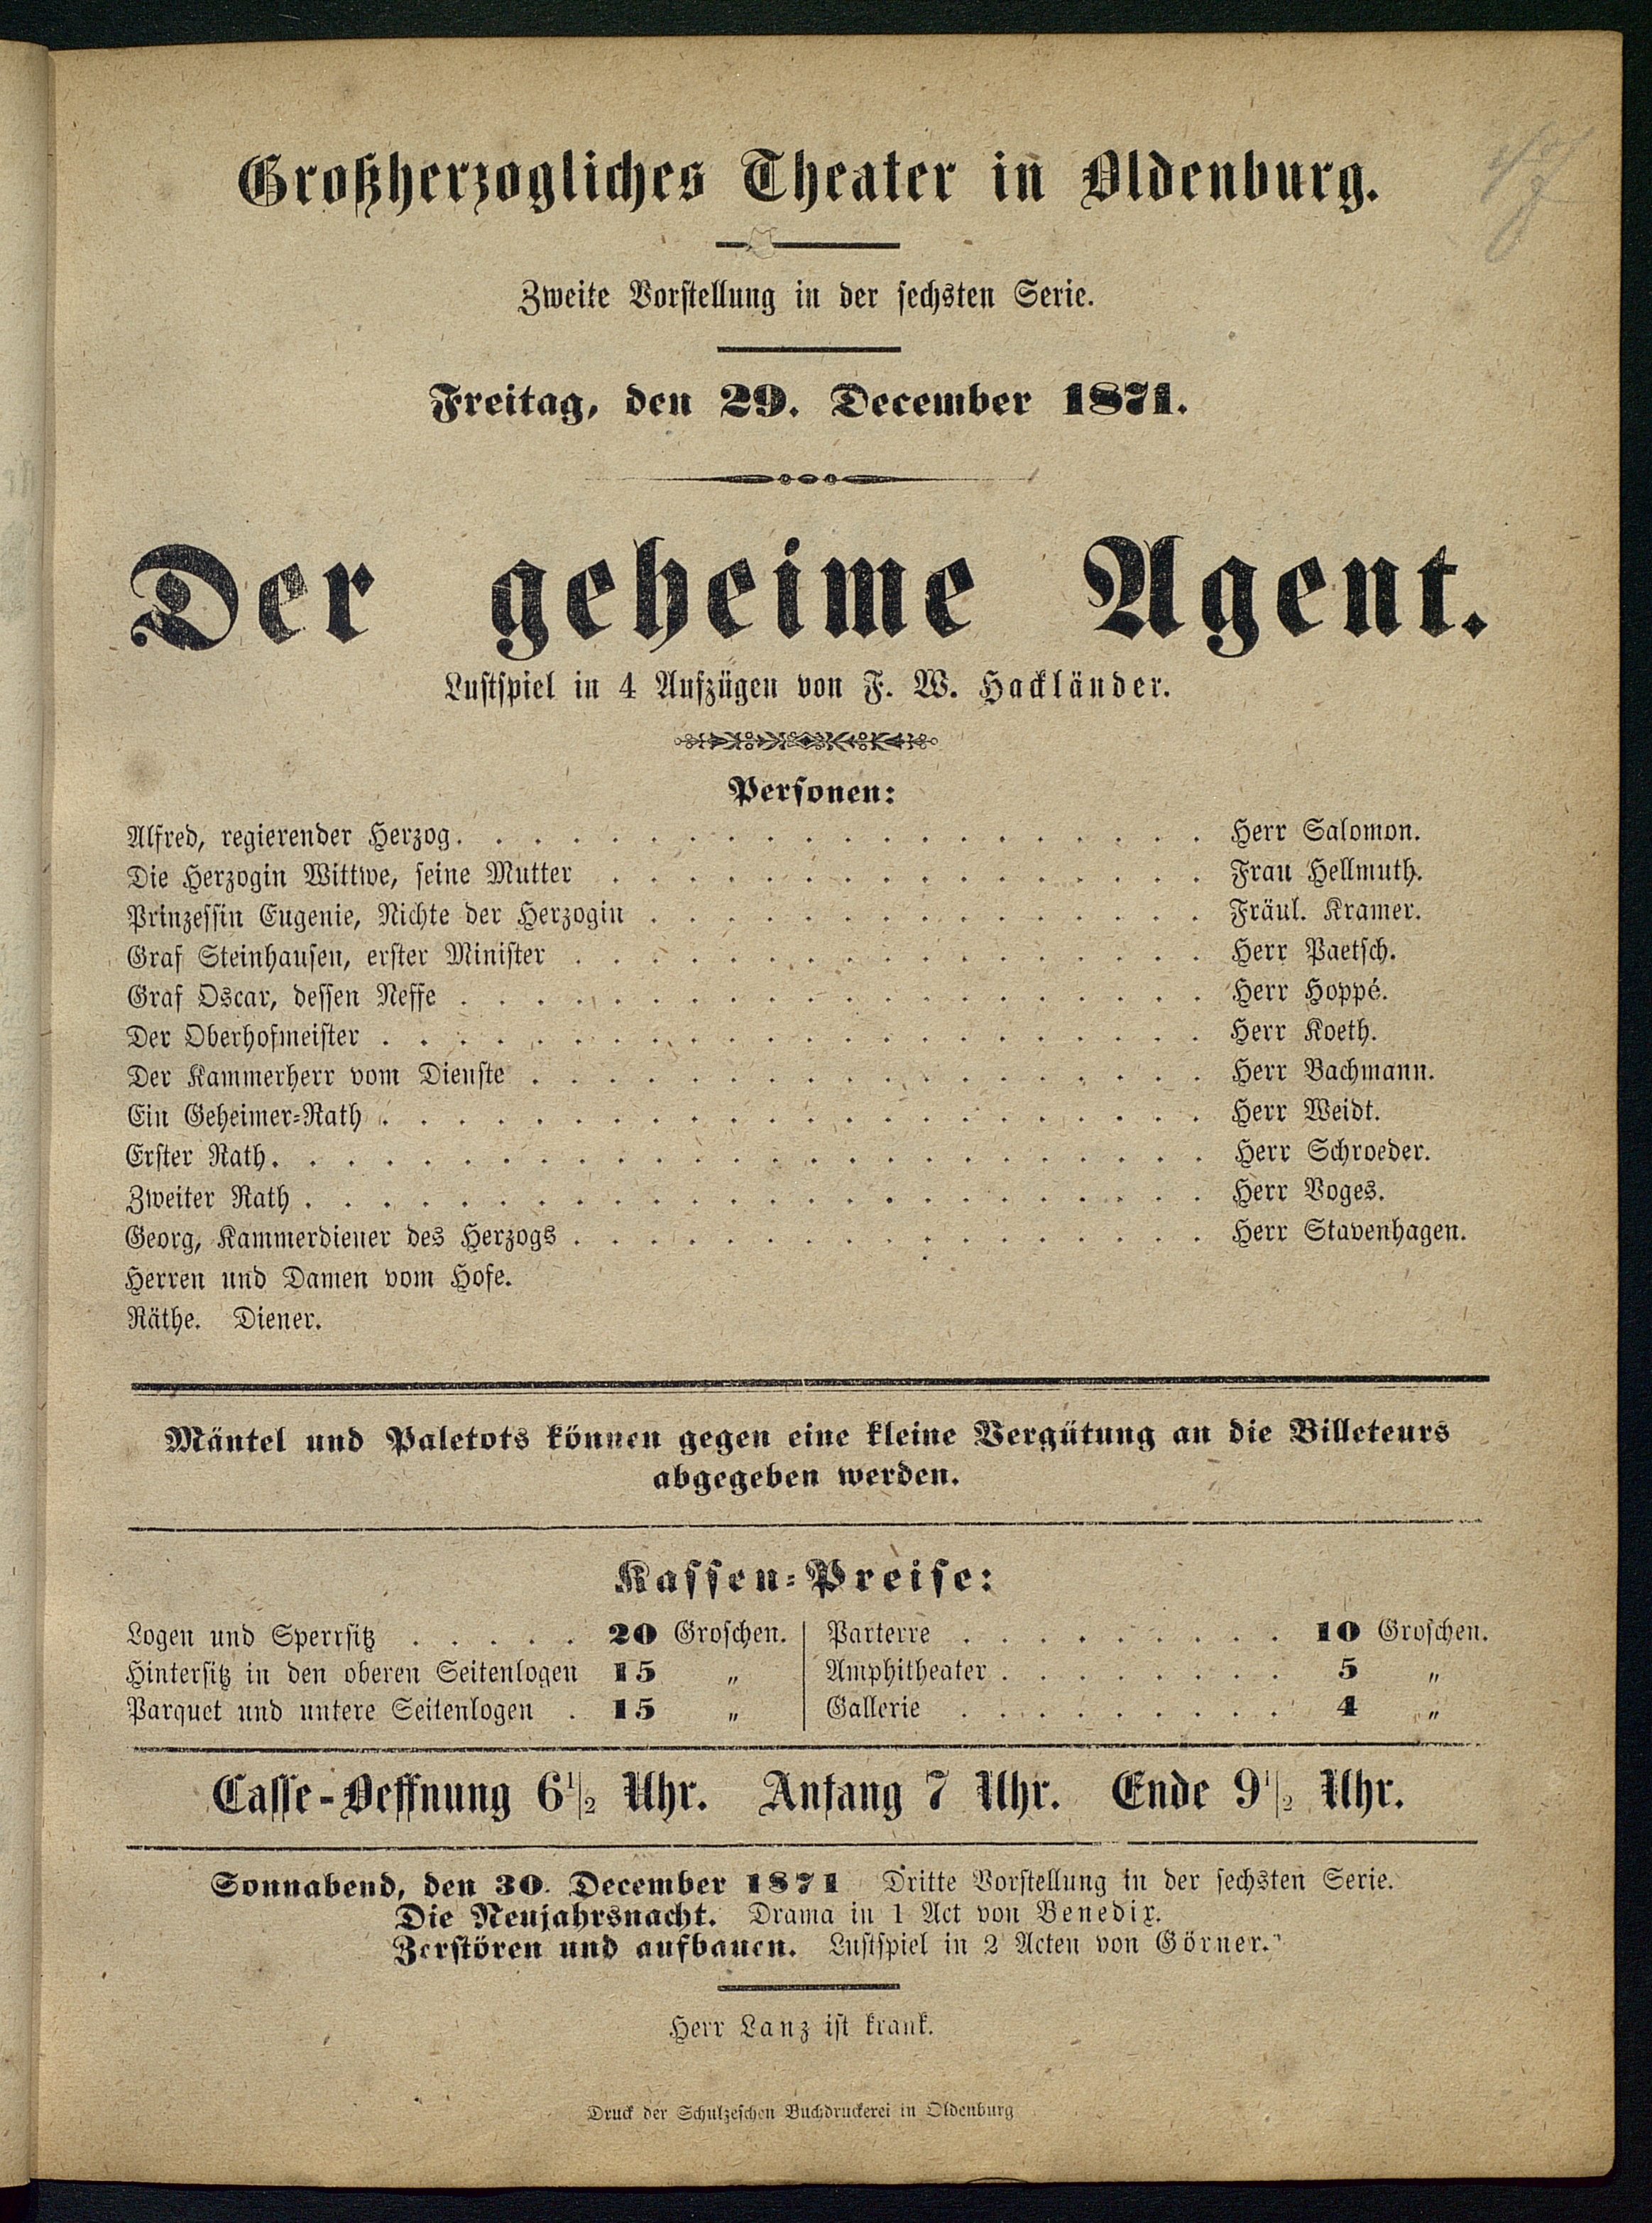 Großherzogliches Theater in Oldenburg.
Zweite Vorstellung in der sechsten Serie.
Freitag, den 29. December 1871.
Der geheime Agent.
Lustspiel in 4 Aufzügen von F. W. Hackländer.
Personen:
Alfred, regierender Herzog. . . . . . . . . . . . . . . . . . . . Herr Salomon.
Die Herzogin Wittwe, seine Mutter . . . . . . . . . . . . . . . . Frau Hellmuth.
Prinzessin Eugenie, Nichte der Herzogin . . . . . . . . . . . . . . . Fräul. Kramer.
Graf Steinhausen, erster Minister . . . . . . . . . . . . . . . . . Herr Paetsch.
Graf Oscar, dessen Neffe . . . . . . . . . . . . . . . . . . . . Herr Hoppé.
Der Oberhofmeister . . . . . . . . . . . . . . . . . . . . . . Herr Koeth.
Der Kammerherr vom Dienste . . . . . . . . . . . . . . . . . . Herr Bachmann.
Ein Geheimer-Rath . . . . . . . . . . . . . . . . . . . . . . Herr Weidt.
Erster Rath. . . . . . . . . . . . . . . . . . . . . . . . . Herr Schroeder.
Zweiter Rath . . . . . . . . . . . . . . . . . . . . . . . . Herr Voges.
Georg, Kammerdiener des Herzogs . . . . . . . . . . . . . . . . . Herr Stavenhagen.
Herren und Damen vom Hofe.
Räthe. Diener.
Mäntel und Paletots können gegen eine kleine Vergütung an die Billeteurs
abgegeben werden.
Kassen-Preise:
Logen und Sperrsitz . . . . . 20 Groschen.
Hintersitz in den oberen Seitenlogen 15 „
Parquet und untere Seitenlogen . 15 „
Parterre . . . . . . . . . 10 Groschen.
Amphitheater . . . . . . . . 5 „
Gallerie . . . . . . . . . 4 „
Casse-Oeffnung 6½ Uhr. Anfang 7 Uhr. Ende 9½ Uhr.
Sonnabend, den 30. December 1871 Dritte Vorstellung in der sechsten Serie.
Die Neujahrsnacht. Drama in 1 Act von Benedix.
Zerstören und aufbauen. Lustspiel in 2 Acten von Görner.
Herr Lanz ist krank.
Druck der Schulzeschen Buchdruckerei in Oldenburg